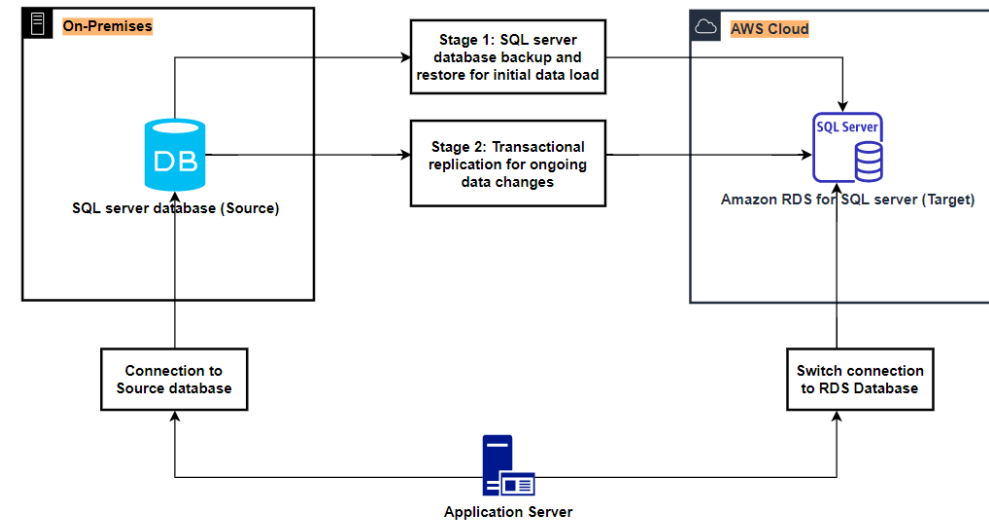 On-Premises
Stage 1: SQL server
database backup and
restore for initial data load
AWS Cloud
DB
SQL server database (Source)
Stage 2: Transactional
replication for ongoing
data changes
SQL Server
Amazon RDS for SQL server (Target)
Connection to
Source database
Switch connection
to RDS Database
Application Server